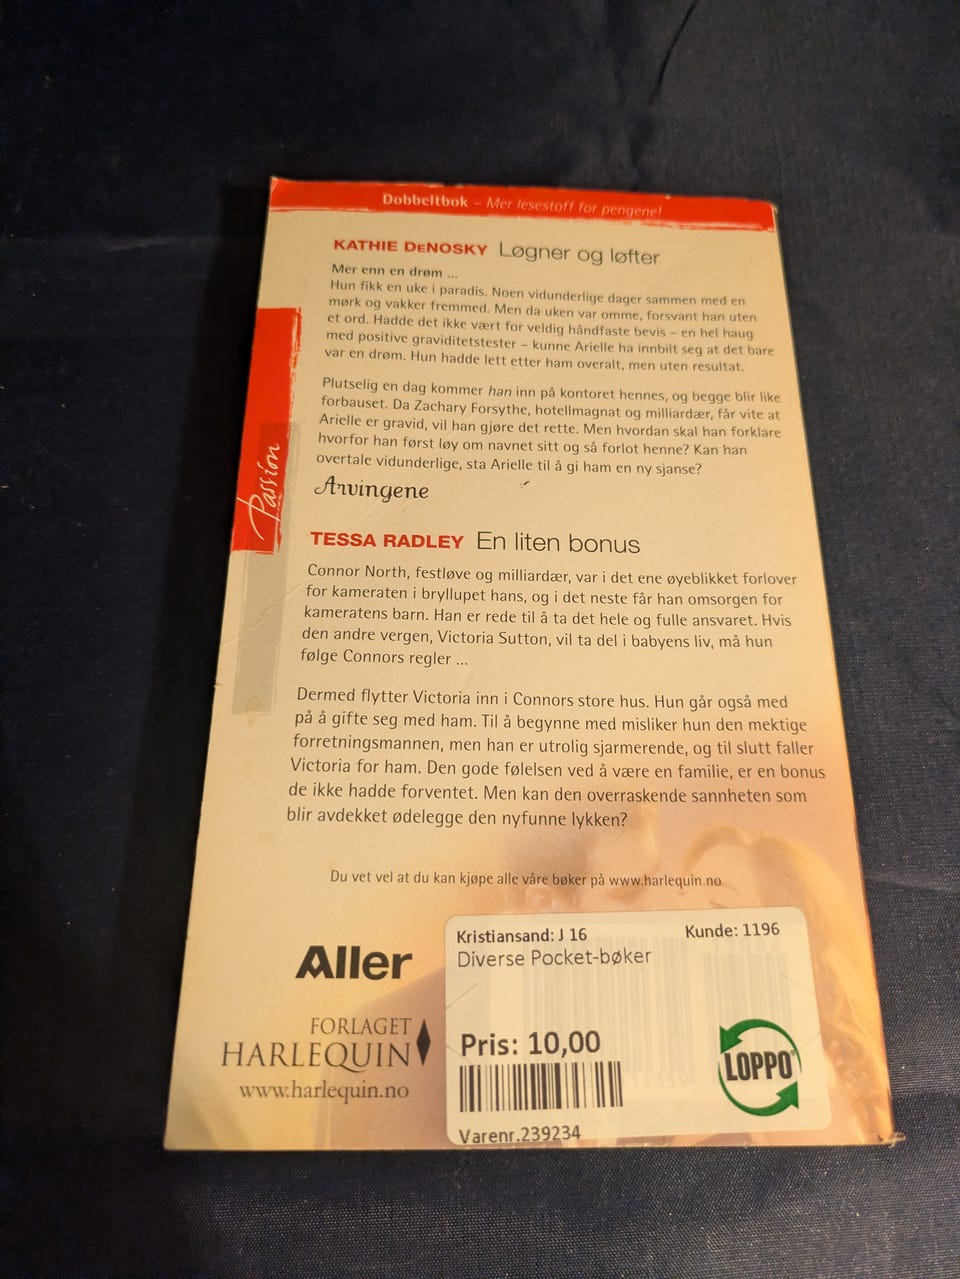 Dobbeltbok – Mer lesestoff for pengene!
KATHIE DENOSKY Løgner og løfter
Mer enn en drøm ...
Hun fikk en uke i paradis. Noen vidunderlige dager sammen med en
mørk og vakker fremmed. Men da uken var omme, forsvant han uten
et ord. Hadde det ikke vært for veldig håndfaste bevis – en hel haug
med positive graviditetstester – kunne Arielle ha innbilt seg at det bare
var en drøm. Hun hadde lett etter ham overalt, men uten resultat.
Plutselig en dag kommer han inn på kontoret hennes, og begge blir like
forbauset. Da Zachary Forsythe, hotellmagnat og milliardær, får vite at
Arielle er gravid, vil han gjøre det rette. Men hvordan skal han forklare
hvorfor han først løy om navnet sitt og så forlot henne? Kan han
overtale vidunderlige, sta Arielle til å gi ham en ny sjanse?
Arvingene
Passion
TESSA RADLEY En liten bonus
Connor North, festløve og milliardær, var i det ene øyeblikket forlover
for kameraten i bryllupet hans, og i det neste får han omsorgen for
kameratens barn. Han er rede til å ta det hele og fulle ansvaret. Hvis
den andre vergen, Victoria Sutton, vil ta del i babyens liv, må hun
følge Connors regler ...
Dermed flytter Victoria inn i Connors store hus. Hun går også med
på å gifte seg med ham. Til å begynne med misliker hun den mektige
forretningsmannen, men han er utrolig sjarmerende, og til slutt faller
Victoria for ham. Den gode følelsen ved å være en familie, er en bonus
de ikke hadde forventet. Men kan den overraskende sannheten som
blir avdekket ødelegge den nyfunne lykken?
Du vet vel at du kan kjøpe alle våre bøker på www.harlequin.no
Aller
FORLAGET
HARLEQUIN
www.harlequin.no
Kristiansand: J 16 Kunde: 1196
Diverse Pocket-bøker
Pris: 10,00
LOPPO
Varenr.239234